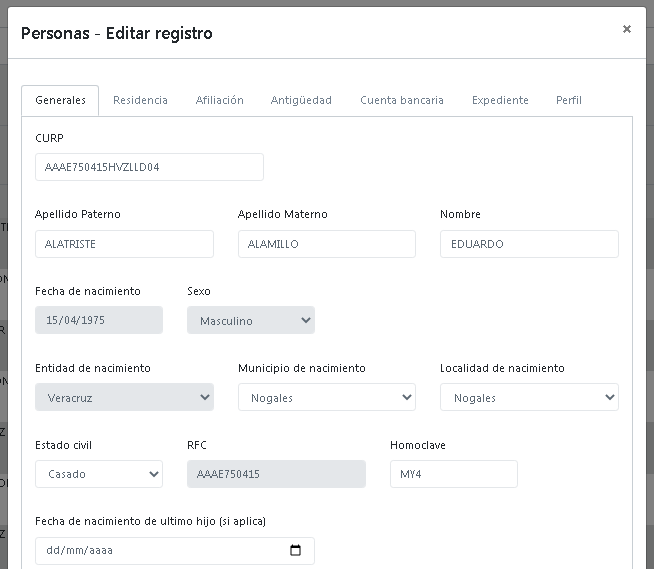 Personas - Editar registro ×
Generales Residencia Afiliación Antigüedad Cuenta bancaria Expediente Perfil
CURP
AAAE750415HVZLLD04
Apellido Paterno Apellido Materno Nombre
ALATRISTE ALAMILLO EDUARDO
Fecha de nacimiento Sexo
15/04/1975 Masculino
Entidad de nacimiento Municipio de nacimiento Localidad de nacimiento
Veracruz Nogales Nogales
Estado civil RFC Homoclave
Casado AAAE750415 MY4
Fecha de nacimiento de ultimo hijo (si aplica)
dd/mm/aaaa